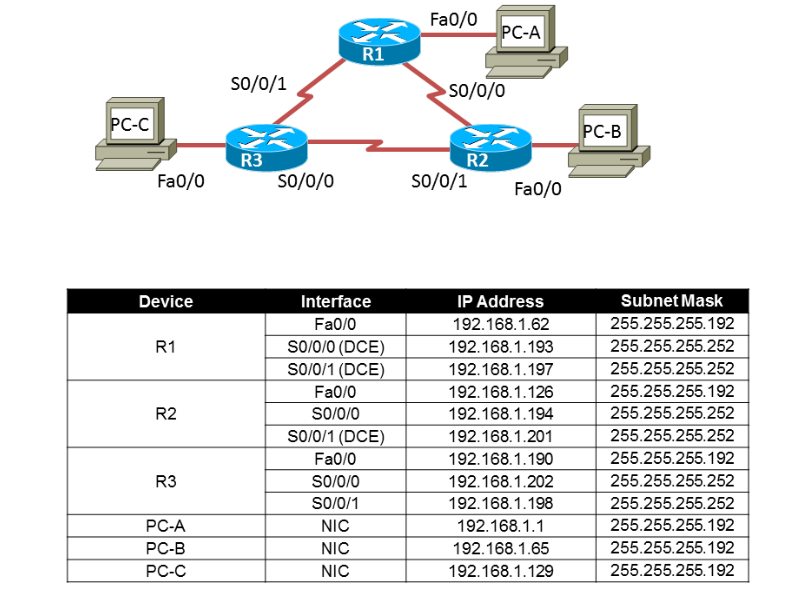 Fa0/0
PC-A
R1
S0/0/1
S0/0/0
PC-C
PC-B
R3
R2
Fa0/0
S0/0/0
S0/0/1
Fa0/0
Device Interface IP Address Subnet Mask
R1
Fa0/0 192.168.1.62 255.255.255.192
S0/0/0 (DCE) 192.168.1.193 255.255.255.252
S0/0/1 (DCE) 192.168.1.197 255.255.255.252
R2
Fa0/0 192.168.1.126 255.255.255.192
S0/0/0 192.168.1.194 255.255.255.252
S0/0/1 (DCE) 192.168.1.201 255.255.255.252
R3
Fa0/0 192.168.1.190 255.255.255.192
S0/0/0 192.168.1.202 255.255.255.252
S0/0/1 192.168.1.198 255.255.255.252
PC-A NIC 192.168.1.1 255.255.255.192
PC-B NIC 192.168.1.65 255.255.255.192
PC-C NIC 192.168.1.129 255.255.255.192